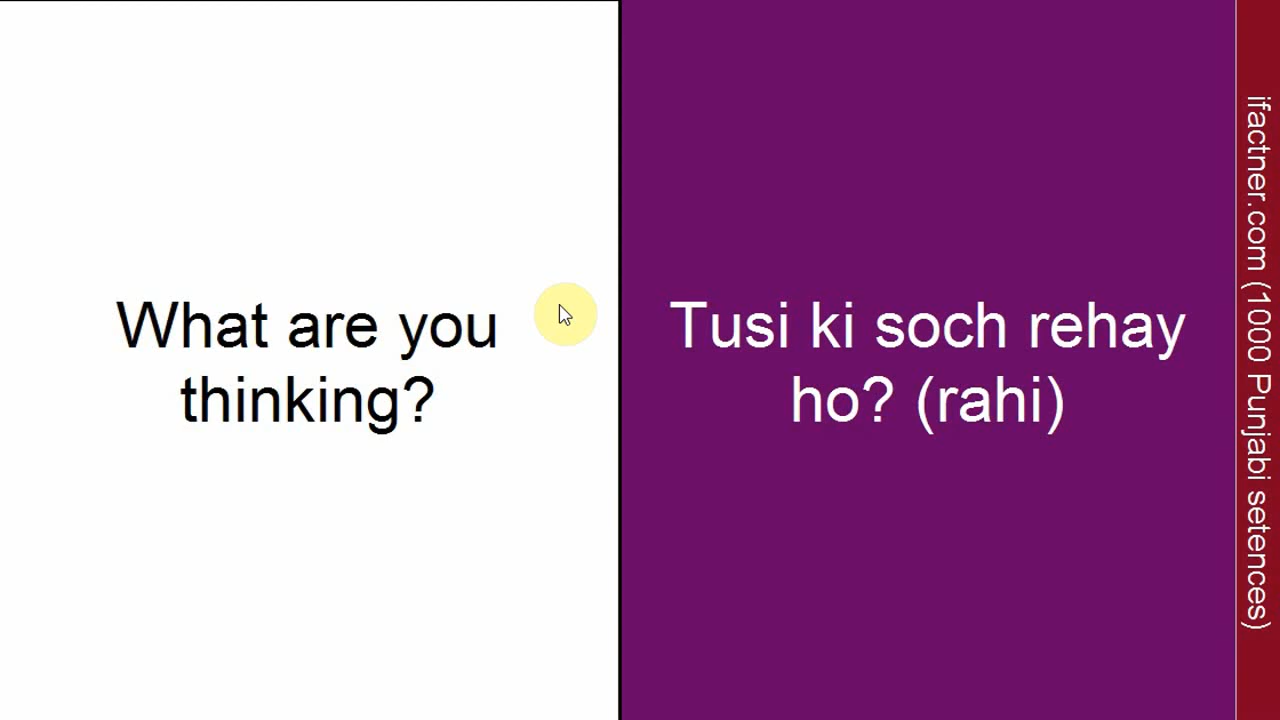 What are you
thinking?
Tusi ki soch rehay
ho? (rahi)
ifactner.com (1000 Punjabi setences)